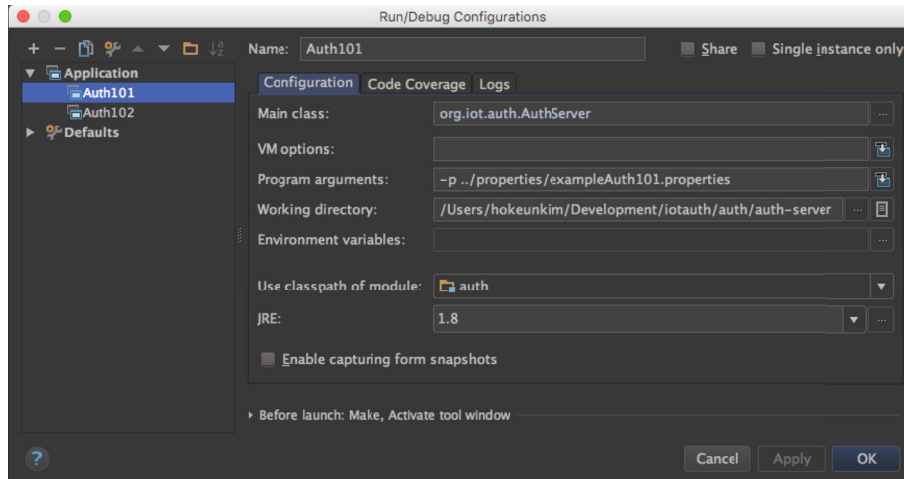 Run/Debug Configurations
Name: Auth101 Share Single instance only
Application
Auth101
Auth102
Defaults
Configuration Code Coverage Logs
Main class: org.iot.auth.AuthServer ...
VM options:
Program arguments: -p ../properties/exampleAuth101.properties
Working directory: /Users/hokeunkim/Development/iotauth/auth/auth-server ...
Environment variables: ...
Use classpath of module: auth
JRE: 1.8 ...
Enable capturing form snapshots
Before launch: Make, Activate tool window
? Cancel Apply OK